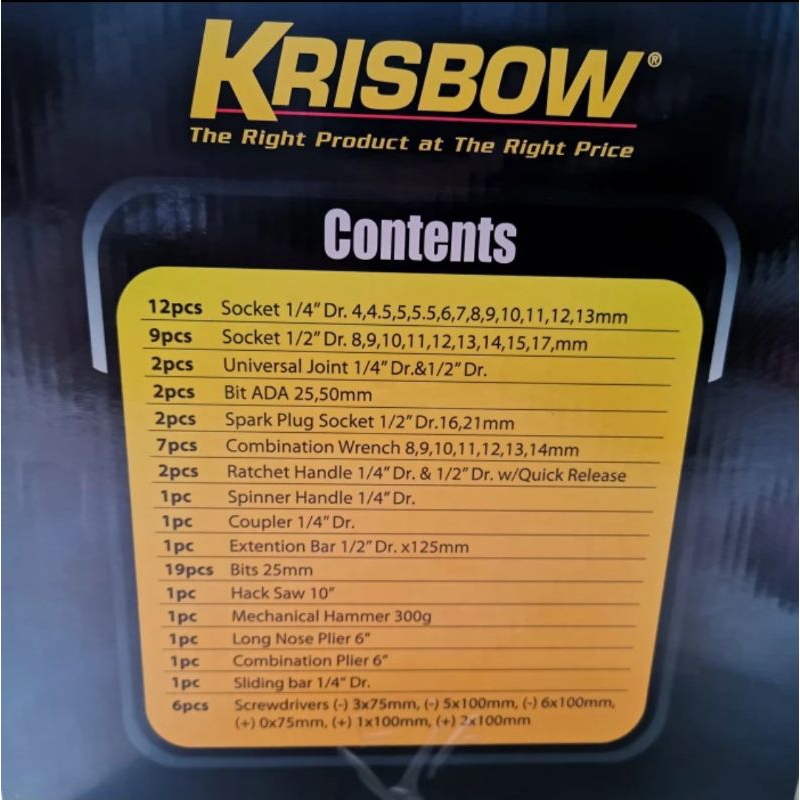 KRISBOW®
The Right Product at The Right Price
Contents
12pcs Socket 1/4" Dr. 4,4.5,5,5.5,6,7,8,9,10,11,12,13mm
9pcs Socket 1/2" Dr. 8,9,10,11,12,13,14,15,17,mm
2pcs Universal Joint 1/4" Dr.&1/2" Dr.
2pcs Bit ADA 25,50mm
2pcs Spark Plug Socket 1/2" Dr.16,21mm
7pcs Combination Wrench 8,9,10,11,12,13,14mm
2pcs Ratchet Handle 1/4" Dr. & 1/2" Dr. w/Quick Release
1pc Spinner Handle 1/4" Dr.
1pc Coupler 1/4" Dr.
1pc Extention Bar 1/2" Dr. x125mm
19pcs Bits 25mm
1pc Hack Saw 10"
1pc Mechanical Hammer 300g
1pc Long Nose Plier 6"
1pc Combination Plier 6"
1pc Sliding bar 1/4" Dr.
6pcs Screwdrivers (-) 3x75mm, (-) 5x100mm, (-) 6x100mm,
(+) 0x75mm, (+) 1x100mm, (+) 2x100mm